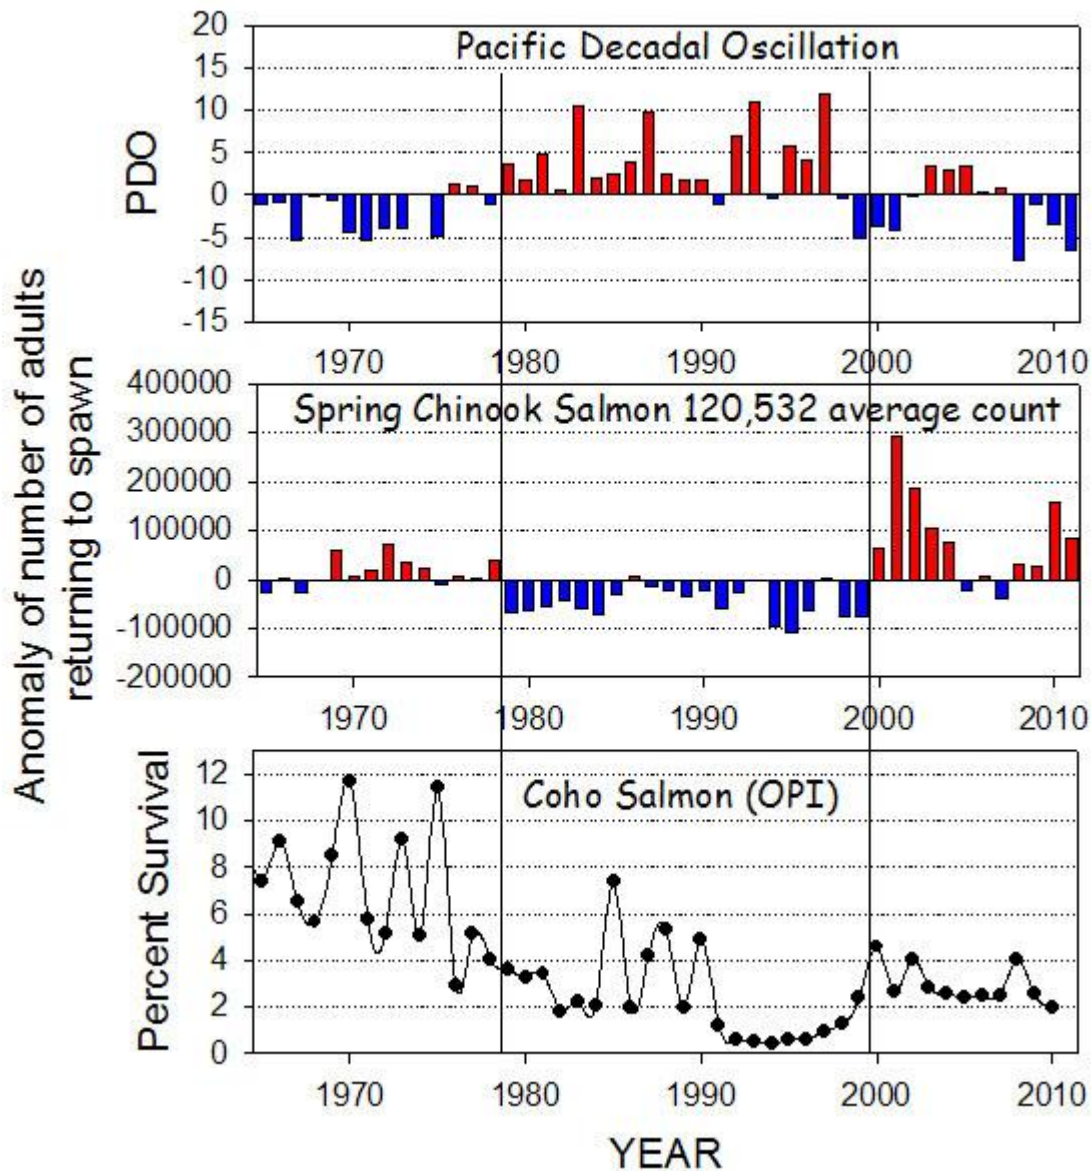 Pacific Decadal Oscillation
PDO
20
15
10
5
0
-5
-10
-15
1970 1980 1990 2000 2010
Anomaly of number of adults
returning to spawn
Spring Chinook Salmon 120,532 average count
400000
300000
200000
100000
0
-100000
-200000
1970 1980 1990 2000 2010
Coho Salmon (OPI)
Percent Survival
12
10
8
6
4
2
0
1970 1980 1990 2000 2010
YEAR